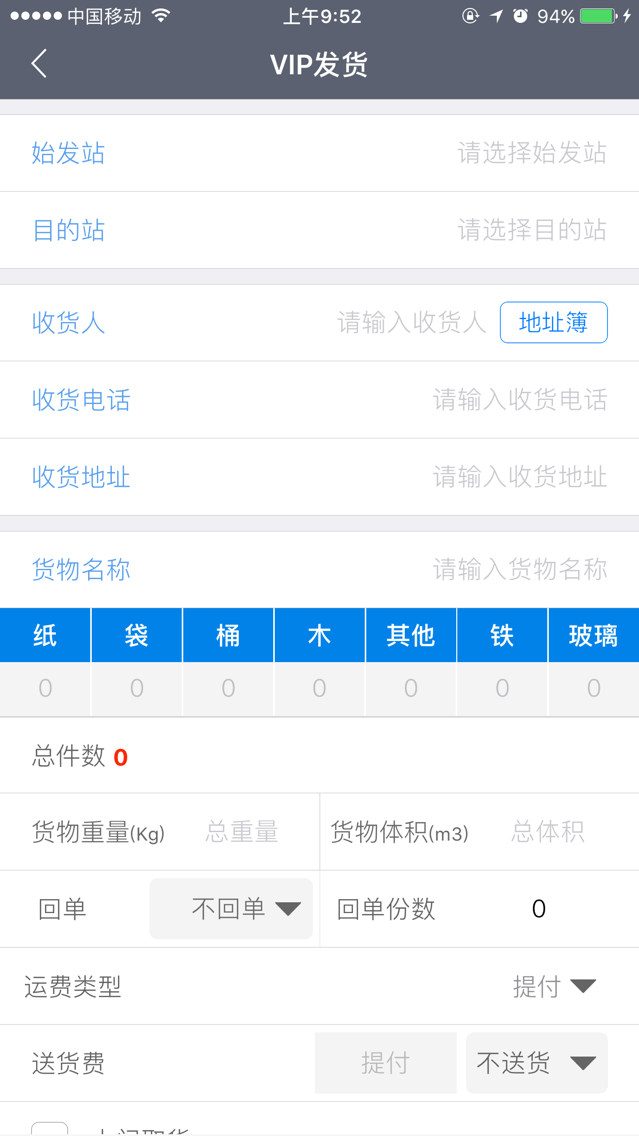 中国移动 上午9:52 94%
VIP发货
始发站 请选择始发站
目的站 请选择目的站
收货人 请输入收货人 地址簿
收货电话 请输入收货电话
收货地址 请输入收货地址
货物名称 请输入货物名称
纸 袋 桶 木 其他 铁 玻璃
0 0 0 0 0 0 0
总件数 0
货物重量(Kg) 总重量 货物体积(m3) 总体积
回单 不回单 回单份数 0
运费类型 提付
送货费 提付 不送货